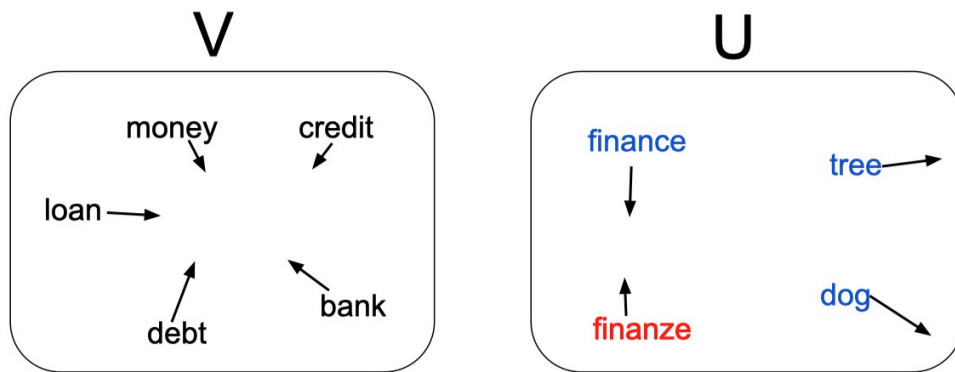 V
money
credit
loan
debt
bank
U
finance
tree
dog
finanze